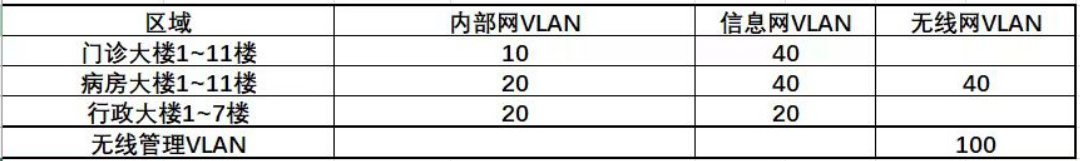 区域 内部网VLAN 信息网VLAN 无线网VLAN
门诊大楼1~11楼 10 40
病房大楼1~11楼 20 40 40
行政大楼1~7楼 20 20
无线管理VLAN 100